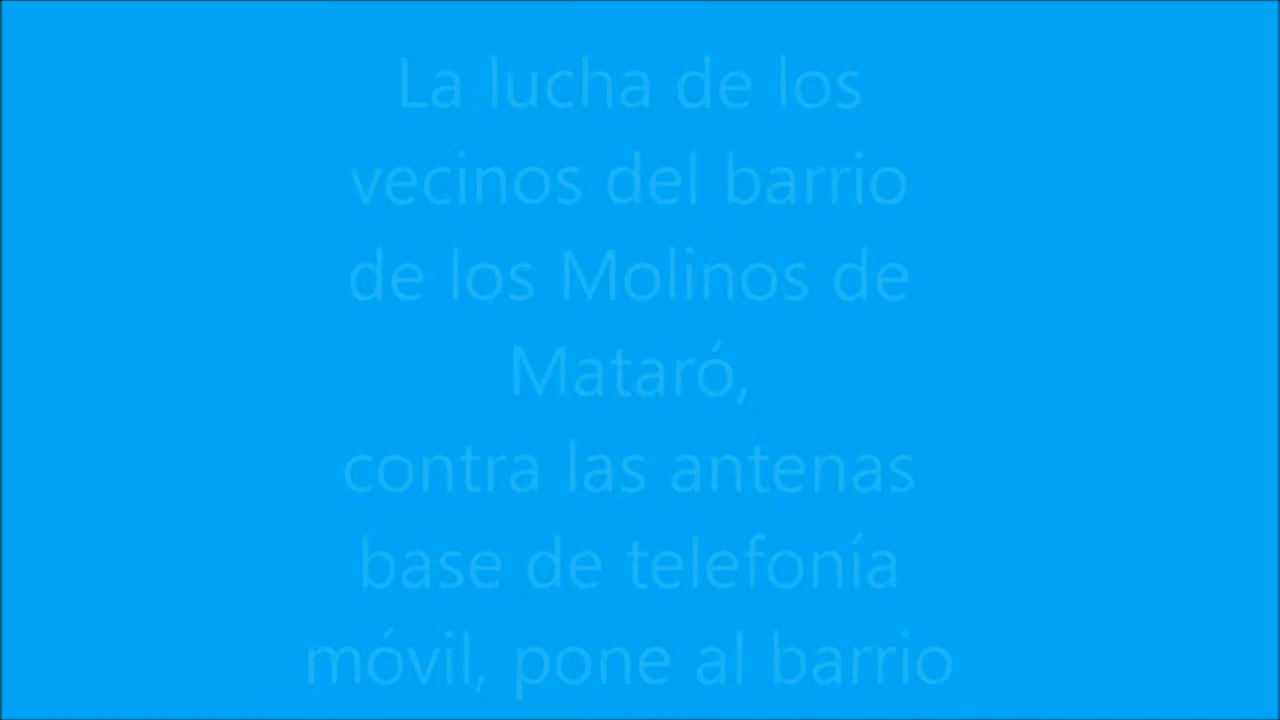 La lucha de los
vecinos del barrio
de los Molinos de
Mataró,
contra las antenas
base de telefonía
móvil, pone al barrio